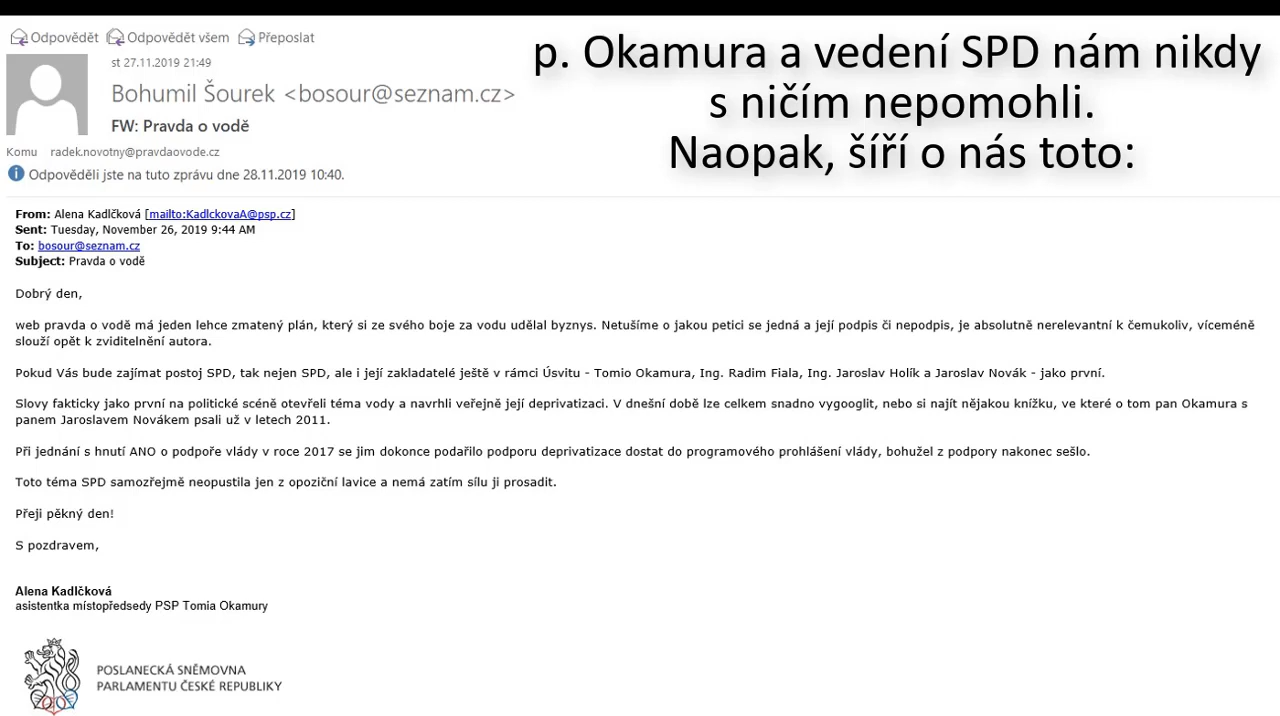 Odpovědět Odpovědět všem Přeposlat
st 27.11.2019 21:49
Bohumil Šourek <bosour@seznam.cz>
FW: Pravda o vodě
Komu radek.novotny@pravdaovode.cz
Odpověděli jste na tuto zprávu dne 28.11.2019 10:40.
p. Okamura a vedení SPD nám nikdy
s ničím nepomohli.
Naopak, šíří o nás toto:
From: Alena Kadlčková [mailto:KadlckovaA@psp.cz]
Sent: Tuesday, November 26, 2019 9:44 AM
To: bosour@seznam.cz
Subject: Pravda o vodě
Dobrý den,
web pravda o vodě má jeden lehce zmatený plán, který si ze svého boje za vodu udělal byznys. Netušíme o jakou petici se jedná a její podpis či nepodpis, je absolutně nerelevantní k čemukoliv, víceméně
slouží opět k zviditelnění autora.
Pokud Vás bude zajímat postoj SPD, tak nejen SPD, ale i její zakladatelé ještě v rámci Úsvitu - Tomio Okamura, Ing. Radim Fiala, Ing. Jaroslav Holík a Jaroslav Novák - jako první.
Slovy fakticky jako první na politické scéně otevřeli téma vody a navrhli veřejně její deprivatizaci. V dnešní době lze celkem snadno vygooglit, nebo si najít nějakou knížku, ve které o tom pan Okamura s
panem Jaroslavem Novákem psali už v letech 2011.
Při jednání s hnutí ANO o podpoře vlády v roce 2017 se jim dokonce podařilo podporu deprivatizace dostat do programového prohlášení vlády, bohužel z podpory nakonec sešlo.
Toto téma SPD samozřejmě neopustila jen z opoziční lavice a nemá zatím sílu ji prosadit.
Přeji pěkný den!
S pozdravem,
Alena Kadlčková
asistentka místopředsedy PSP Tomia Okamury
POSLANECKÁ SNĚMOVNA
PARLAMENTU ČESKÉ REPUBLIKY